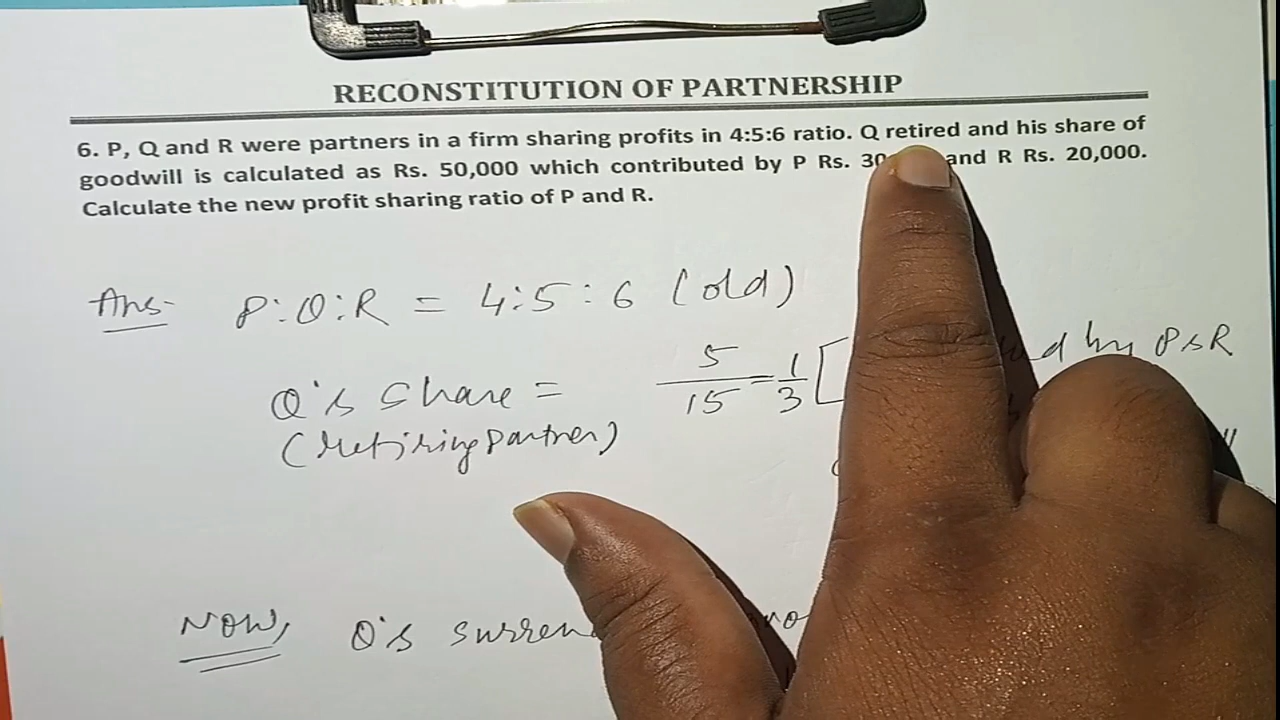 RECONSTITUTION OF PARTNERSHIP
6. P, Q and R were partners in a firm sharing profits in 4:5:6 ratio. Q retired and his share of
goodwill is calculated as Rs. 50,000 which contributed by P Rs. 30 and R Rs. 20,000.
Calculate the new profit sharing ratio of P and R.
Ans- P:Q:R = 4:5:6 (old)
Q's share = 5/15 = 1/3 [ by P & R
(retiring partner)
Now, Q's